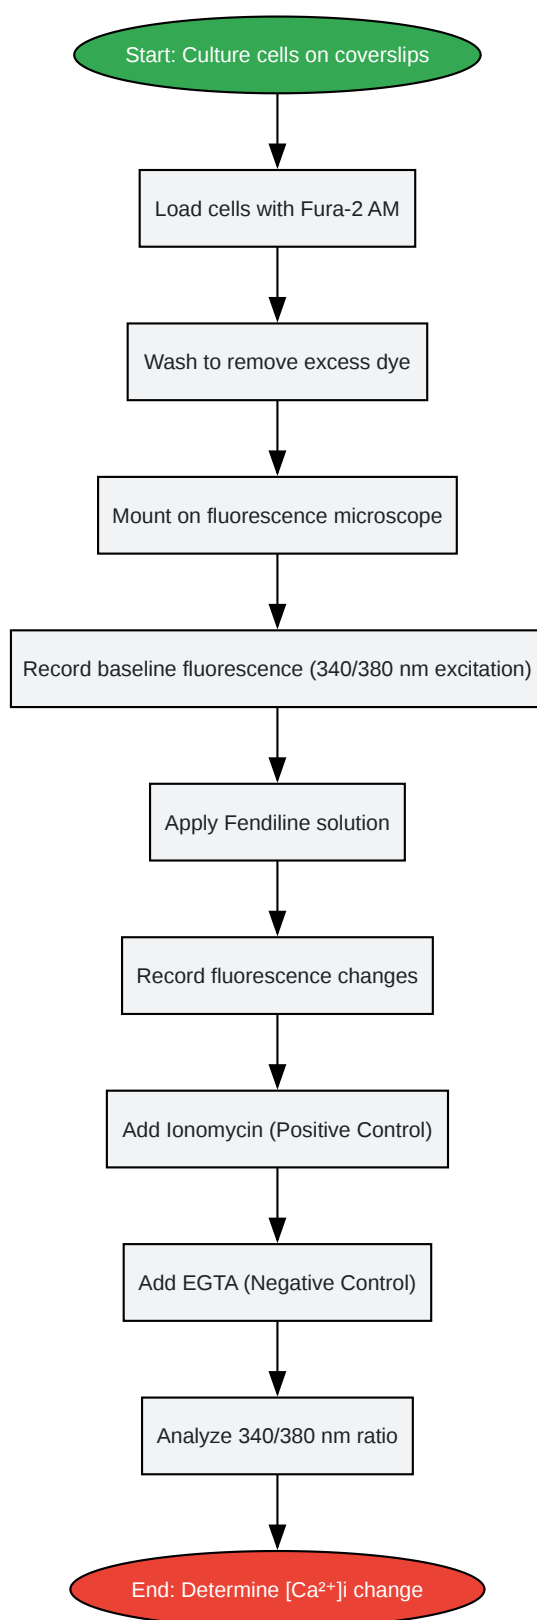 Start: Culture cells on coverslips
Load cells with Fura-2 AM
Wash to remove excess dye
Mount on fluorescence microscope
Record baseline fluorescence (340/380 nm excitation)
Apply Fendiline solution
Record fluorescence changes
Add Ionomycin (Positive Control)
Add EGTA (Negative Control)
Analyze 340/380 nm ratio
End: Determine [Ca²⁺]i change